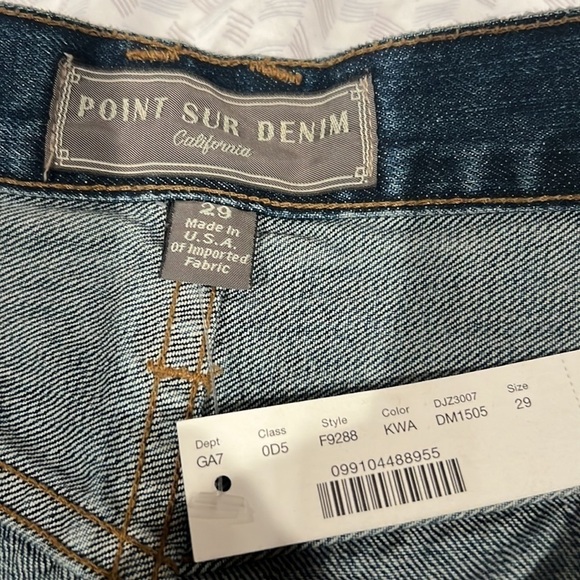 POINT SUR DENIM
California
29
Made In
U.S.A.
Of Imported
Fabric
Dept Class Style Color DJZ3007 Size
GA7 0D5 F9288 KWA DM1505 29
099104488955